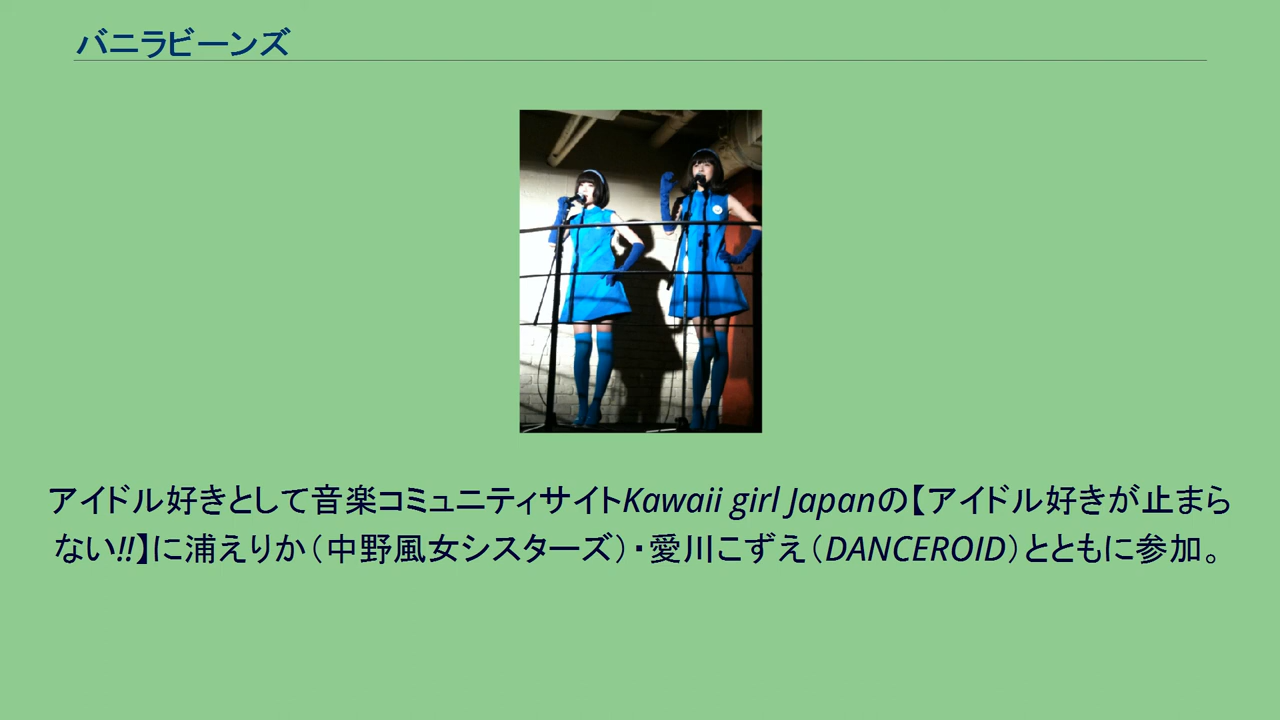 バニラビーンズ
アイドル好きとして音楽コミュニティサイトKawaii girl Japanの【アイドル好きが止まら
ない!!】に浦えりか（中野風女シスターズ）・愛川こずえ（DANCEROID）とともに参加。